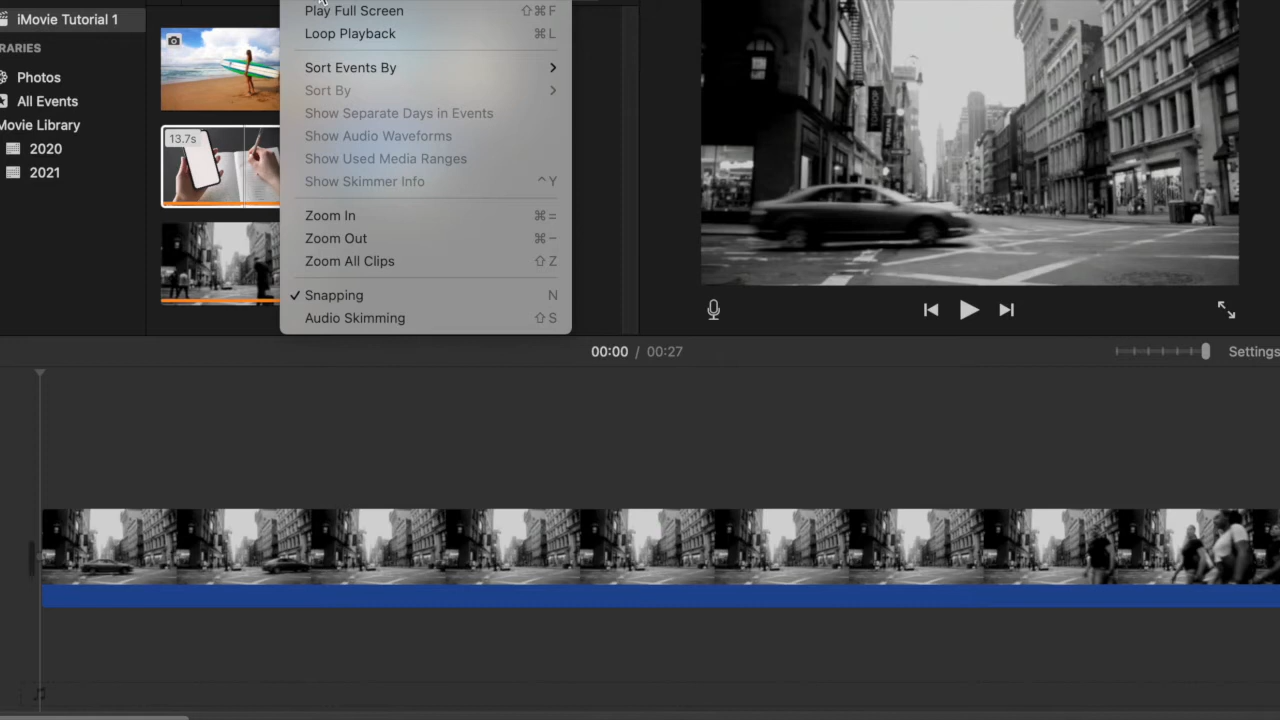 iMovie Tutorial 1
RARIES
Photos
All Events
Movie Library
2020
2021
13.7s
Play Full Screen ⇧⌘F
Loop Playback ⌘L
Sort Events By
Sort By
Show Separate Days in Events
Show Audio Waveforms
Show Used Media Ranges
Show Skimmer Info ^Y
Zoom In ⌘=
Zoom Out ⌘−
Zoom All Clips ⇧Z
✓ Snapping N
Audio Skimming ⇧S
00:00 / 00:27
Settings